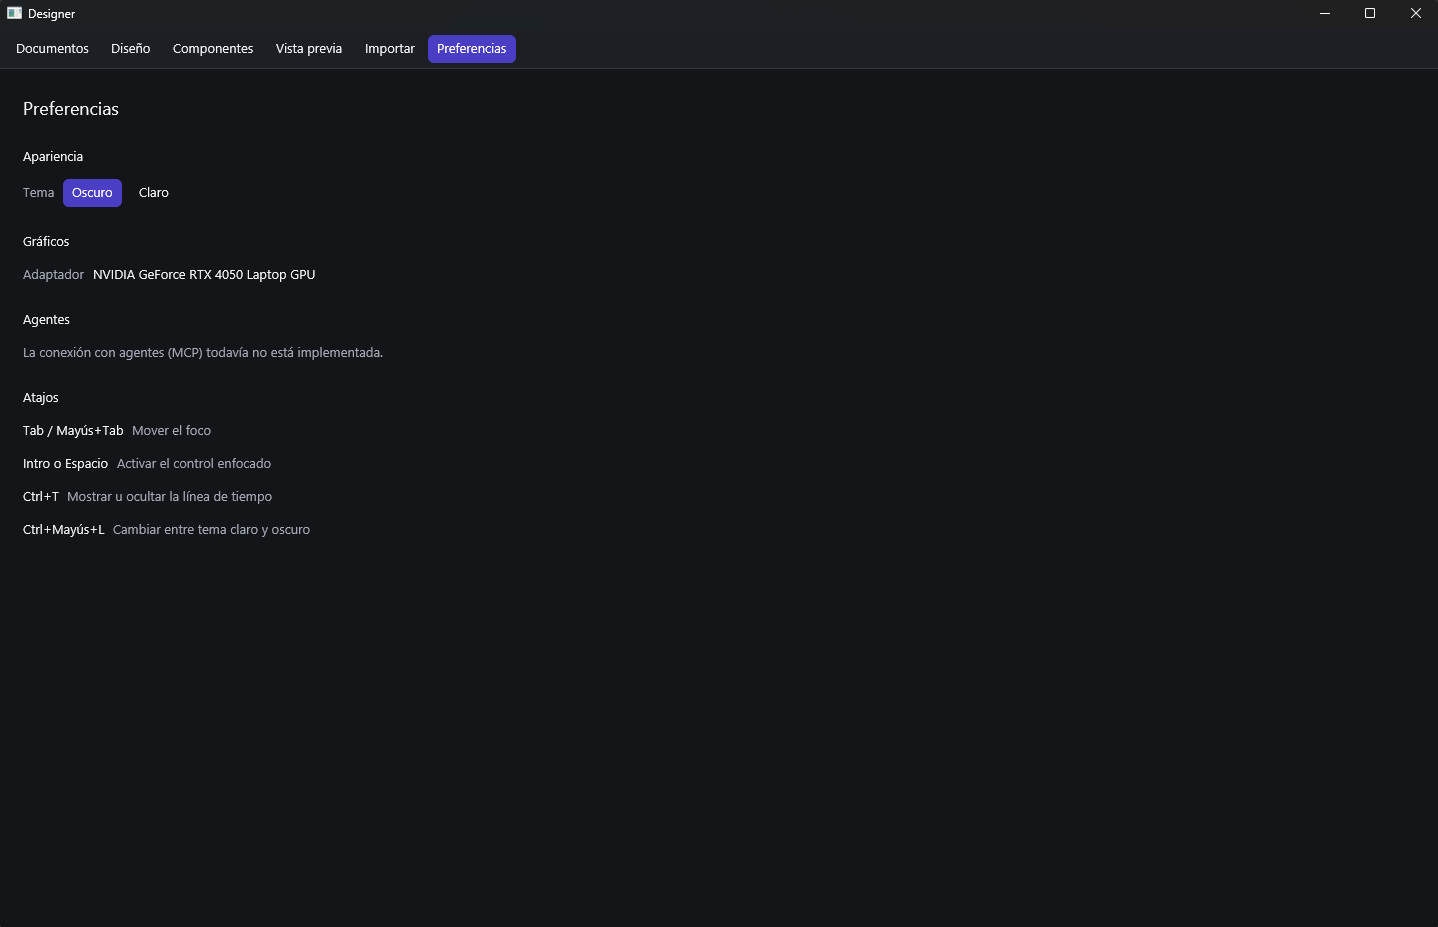 Designer
Documentos Diseño Componentes Vista previa Importar Preferencias
Preferencias
Apariencia
Tema Oscuro Claro
Gráficos
Adaptador NVIDIA GeForce RTX 4050 Laptop GPU
Agentes
La conexión con agentes (MCP) todavía no está implementada.
Atajos
Tab / Mayús+Tab Mover el foco
Intro o Espacio Activar el control enfocado
Ctrl+T Mostrar u ocultar la línea de tiempo
Ctrl+Mayús+L Cambiar entre tema claro y oscuro